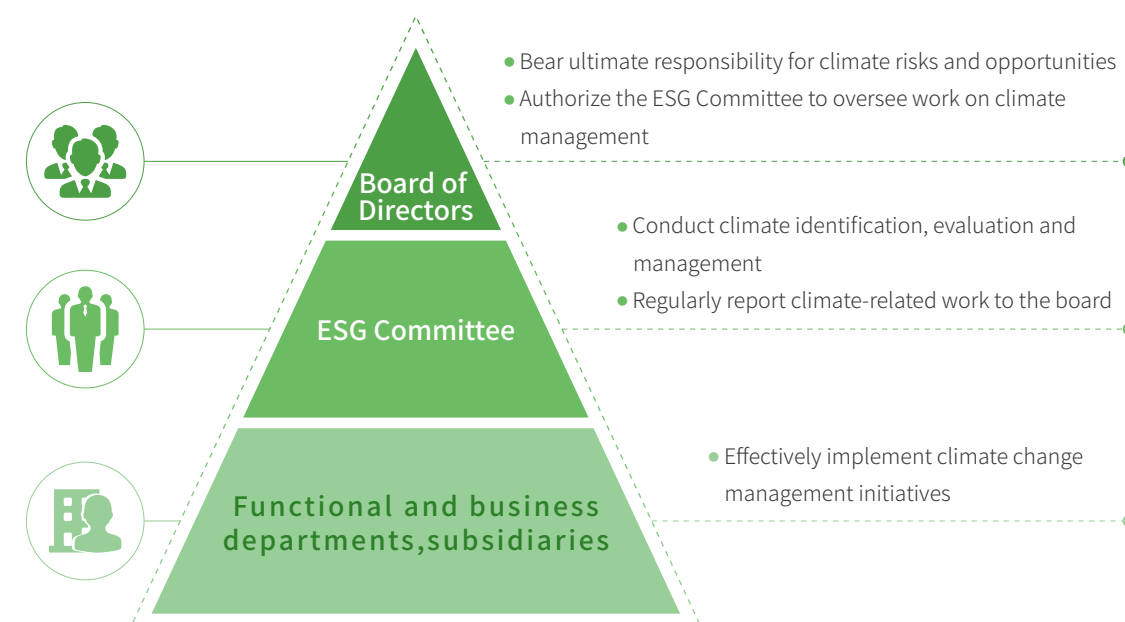 ● Bear ultimate responsibility for climate risks and opportunities
● Authorize the ESG Committee to oversee work on climate
management
Board of
Directors
● Conduct climate identification, evaluation and
management
● Regularly report climate-related work to the board
ESG Committee
● Effectively implement climate change
management initiatives
Functional and business
departments,subsidiaries